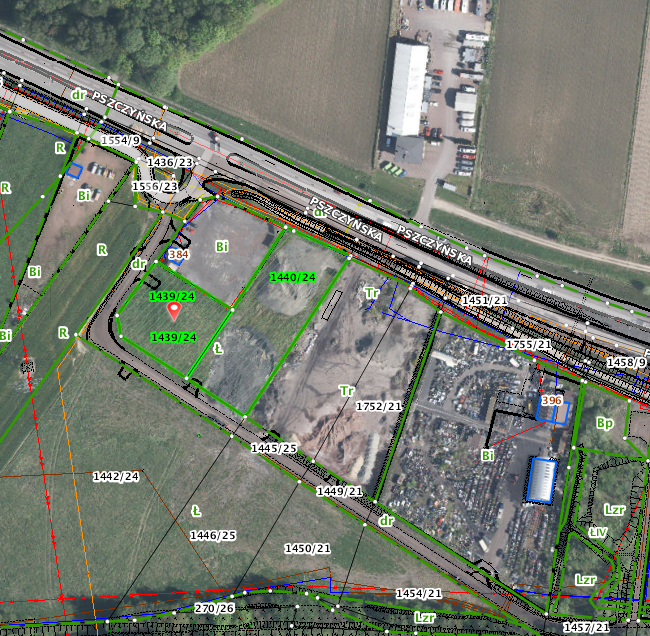 dr
PSZCZYŃSKA
1554/9
R
1436/23
R
1556/23
Bi
dr
PSZCZYŃSKA
PSZCZYŃSKA
R
Bi
dr
384
Bi
1440/24
1439/24
Tr
1451/21
Bi
R
1439/24
Ł
1755/21
1458/9
Tr
1752/21
396
Bp
1445/25
Bi
1442/24
1449/21
Ł
dr
Lzr
1446/25
ŁIV
1450/21
Lzr
1454/21
270/26
Lzr
1457/21